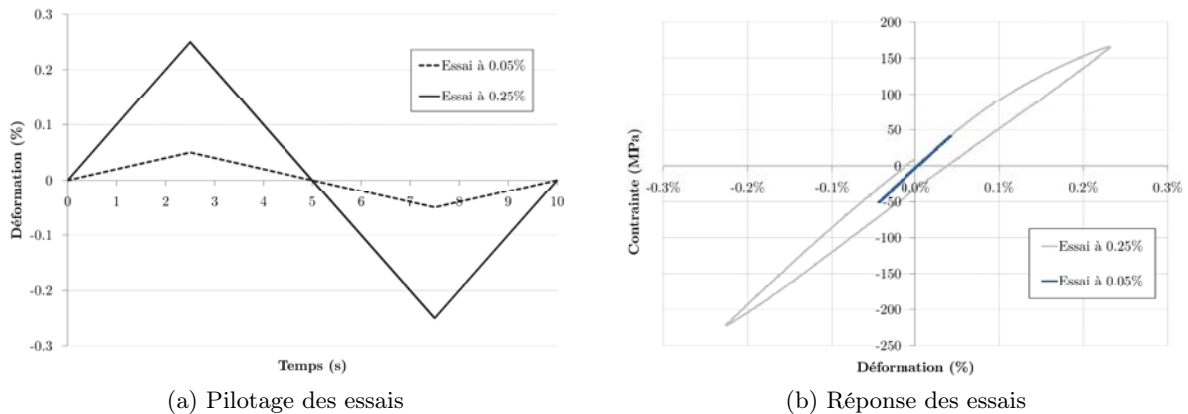 0.3
0.2
0.1
0
-0.1
-0.2
-0.3
0 1 2 3 4 5 6 7 8 9 10
Déformation (%)
Temps (s)
Essai à 0.05%
Essai à 0.25%
(a) Pilotage des essais
200
150
100
50
0
-50
-100
-150
-200
-250
-0.3% -0.2% -0.1% 0.0% 0.1% 0.2% 0.3%
Contrainte (MPa)
Déformation (%)
Essai à 0.25%
Essai à 0.05%
(b) Réponse des essais